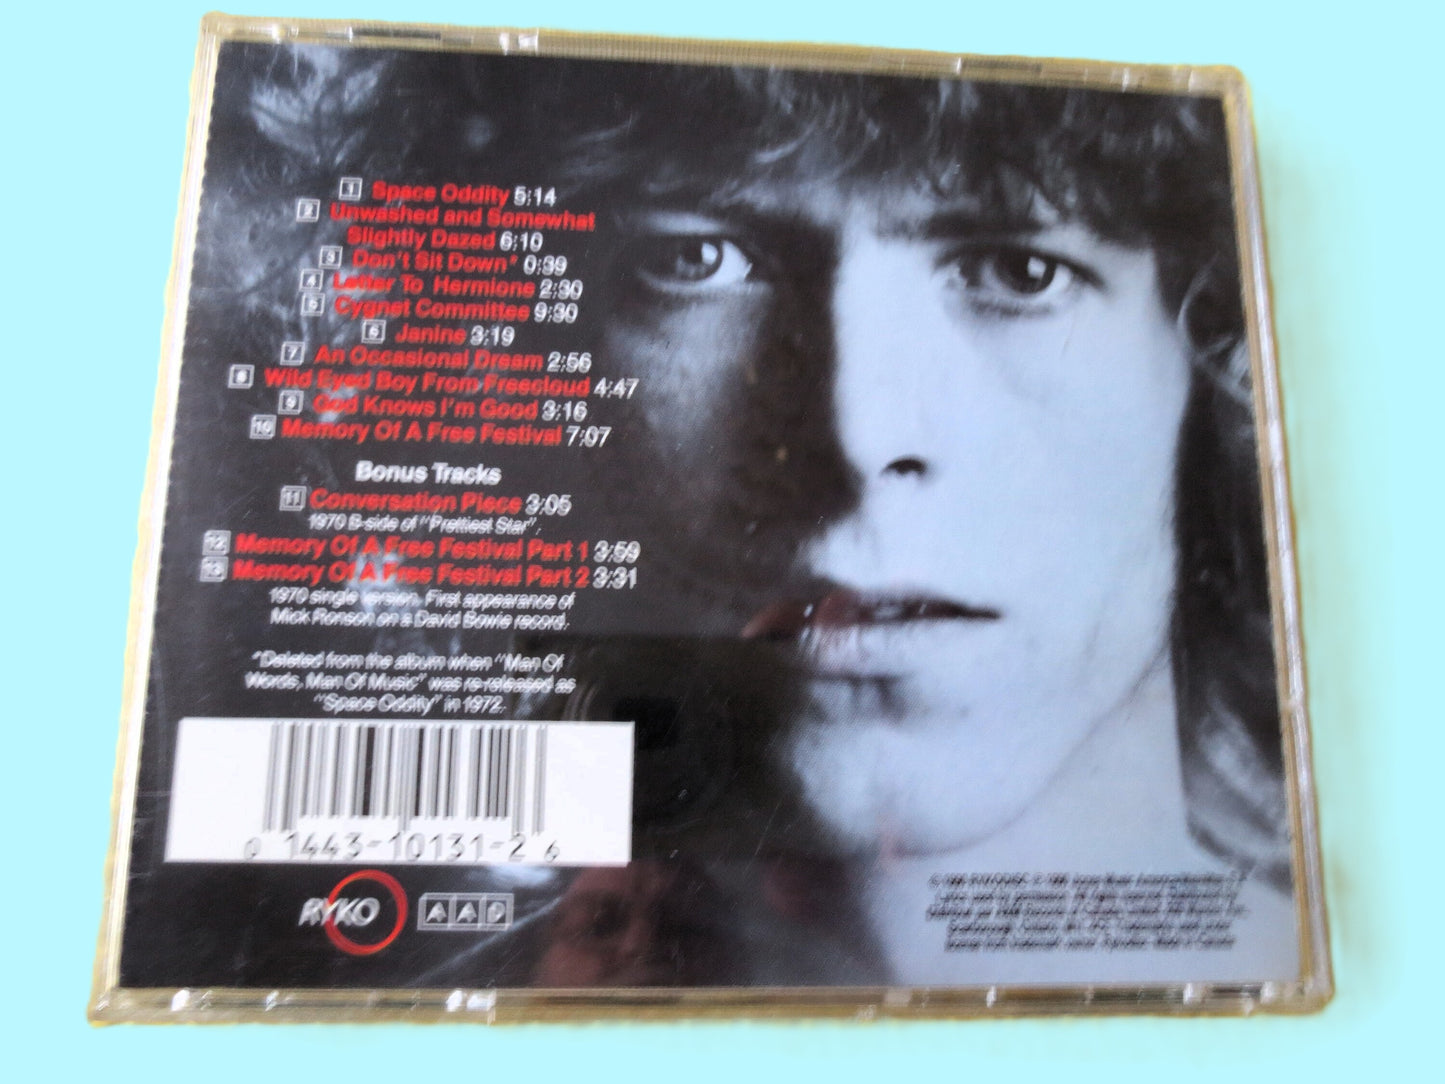 1 Space Oddity 5:14
2 Unwashed and Somewhat
Slightly Dazed 6:10
3 Don't Sit Down* 0:39
4 Letter To Hermione 2:30
5 Cygnet Committee 9:30
6 Janine 3:19
7 An Occasional Dream 2:56
8 Wild Eyed Boy From Freecloud 4:47
9 God Knows I'm Good 3:16
10 Memory Of A Free Festival 7:07
Bonus Tracks
11 Conversation Piece 3:05
1970 B-side of "Prettiest Star".
12 Memory Of A Free Festival Part 1 3:59
13 Memory Of A Free Festival Part 2 3:31
1970 single version. First appearance of
Mick Ronson on a David Bowie record.
*Deleted from the album when "Man Of
Words, Man Of Music" was re-released as
"Space Oddity" in 1972.
0 14431-10131-2 6
RYKO
AAD